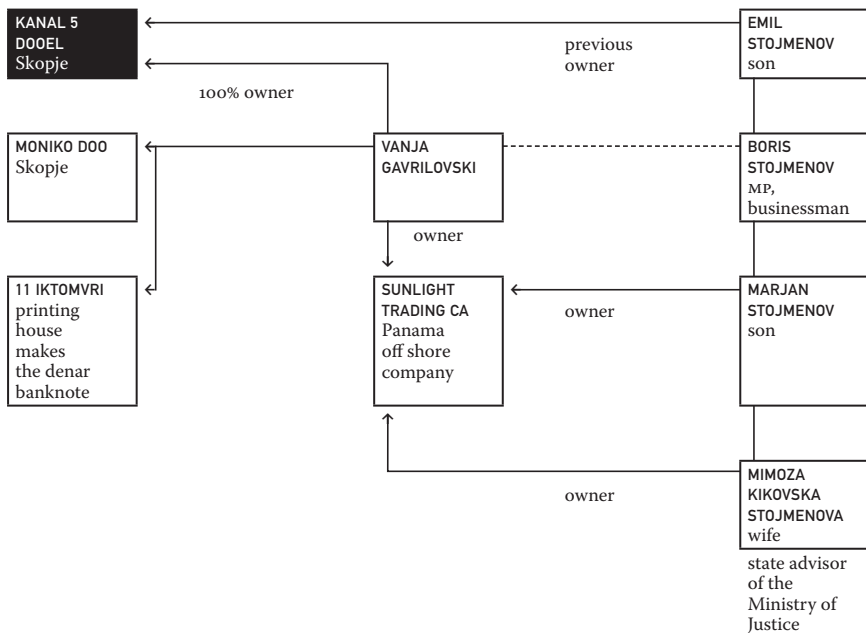 KANAL 5
DOOEL
Skopje
previous
owner
EMIL
STOJMENOV
son
100% owner
MONIKO DOO
Skopje
VANJA
GAVRILOVSKI
BORIS
STOJMENOV
MP,
businessman
owner
11 IKTOMVRI
printing
house
makes
the denar
banknote
SUNLIGHT
TRADING CA
Panama
off shore
company
owner
MARJAN
STOJMENOV
son
owner
MIMOZA
KIKOVSKA
STOJMENOVA
wife
state advisor
of the
Ministry of
Justice